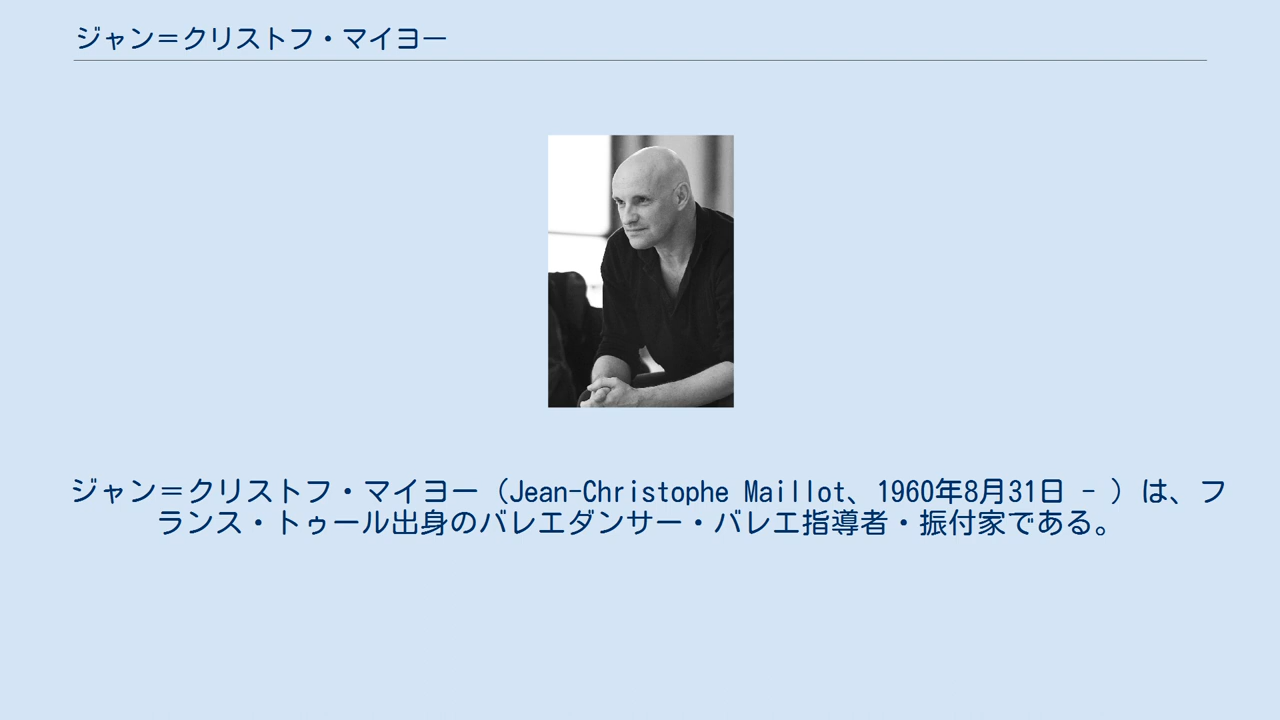 ジャン＝クリストフ・マイヨー
ジャン＝クリストフ・マイヨー（Jean-Christophe Maillot、1960年8月31日 - ）は、フ
ランス・トゥール出身のバレエダンサー・バレエ指導者・振付家である。